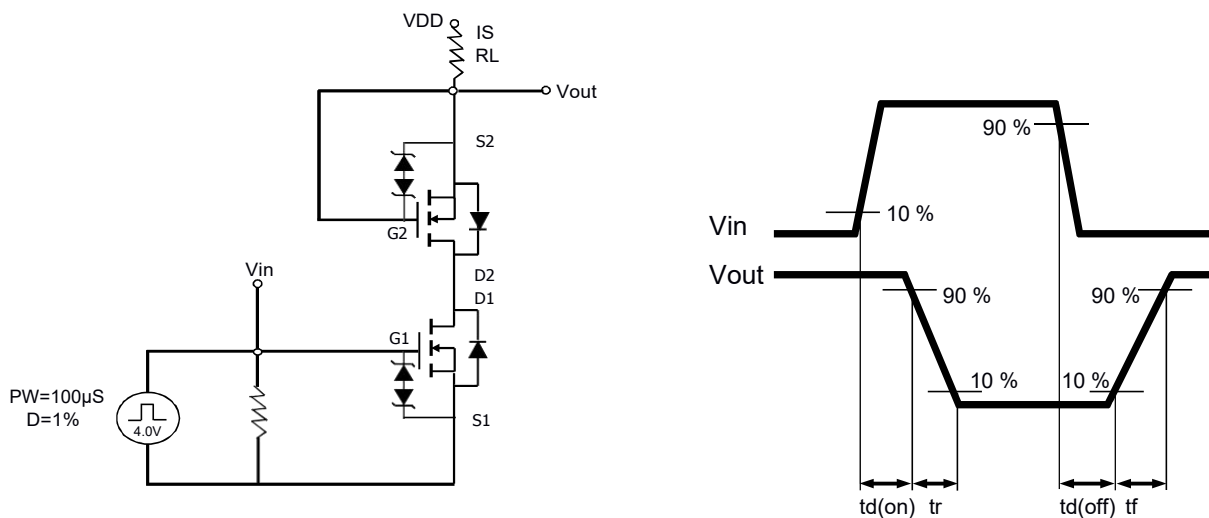 VDD
IS
RL
Vout
S2
G2
D2
D1
Vin
G1
S1
PW=100μS
D=1%
4.0V
90 %
10 %
Vin
Vout
90 %
90 %
10 %
10 %
td(on)
tr
td(off)
tf